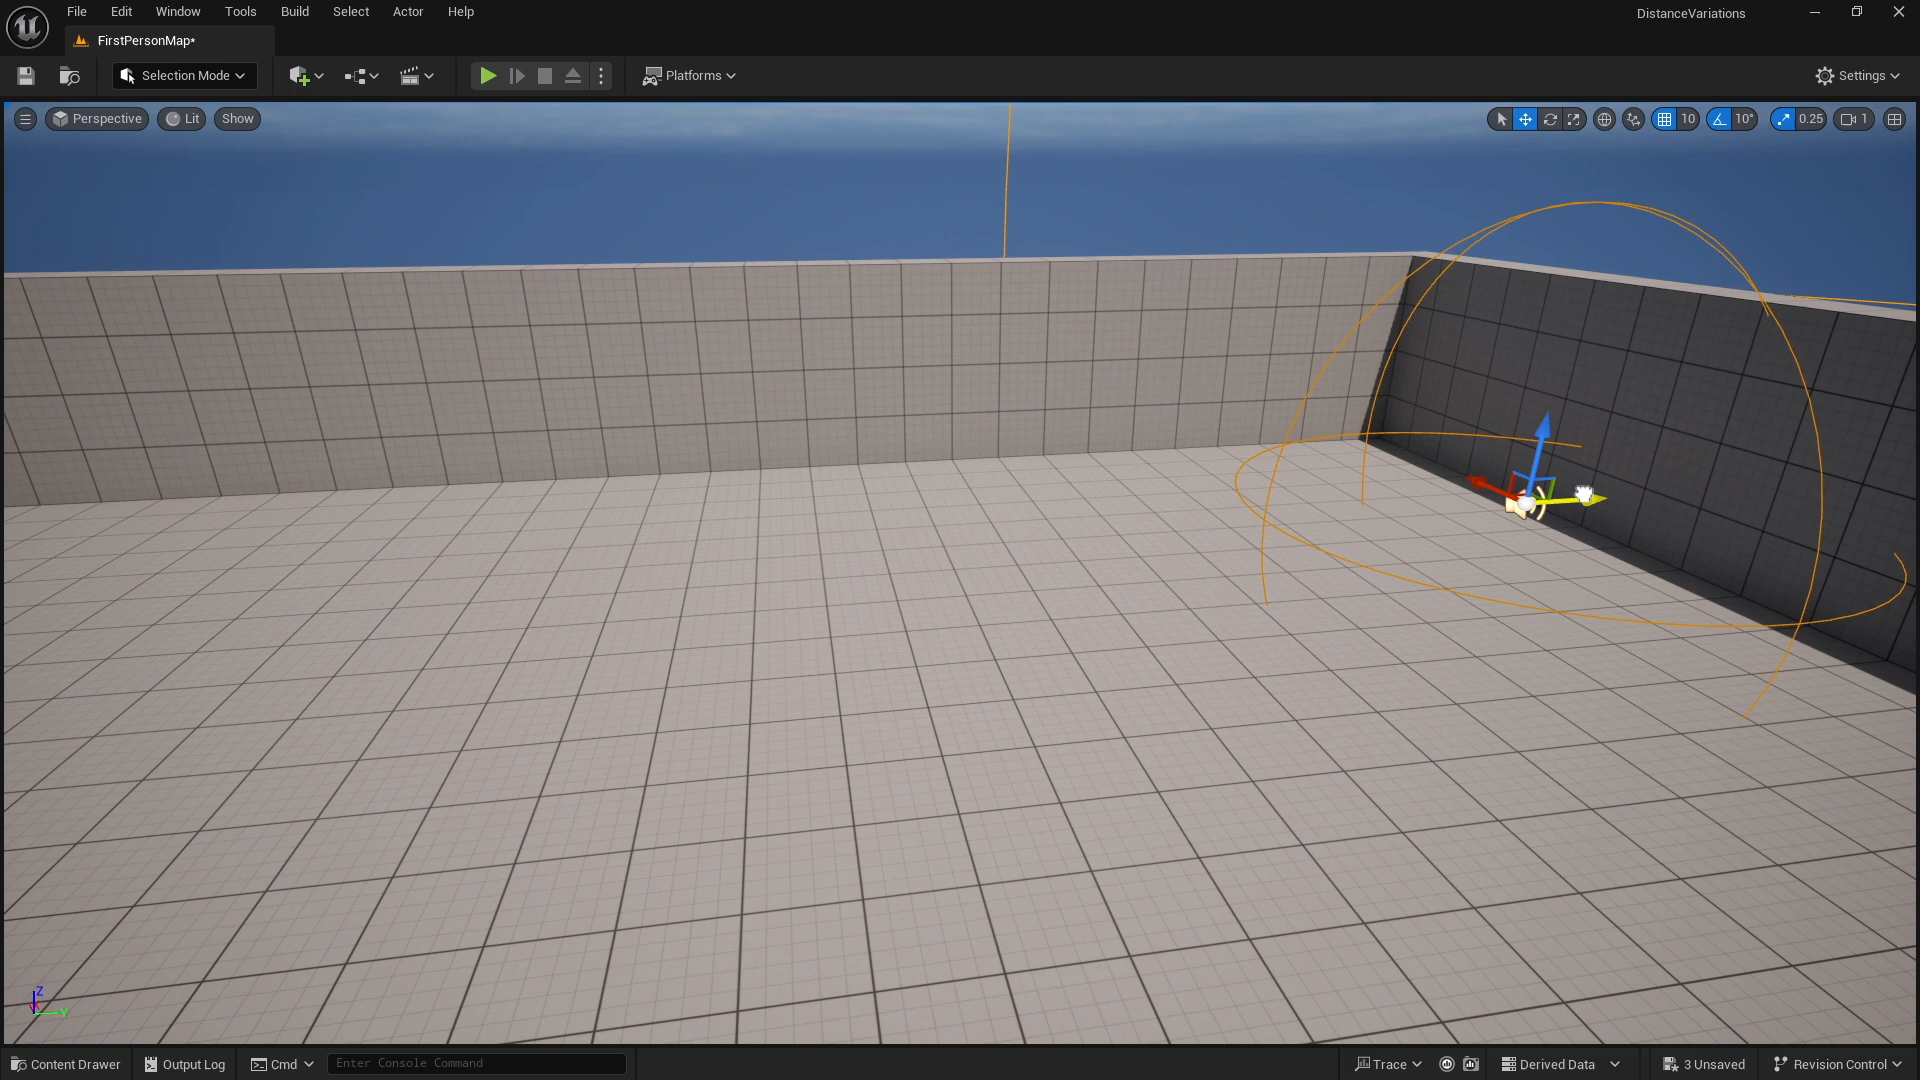 File Edit Window Tools Build Select Actor Help
DistanceVariations
FirstPersonMap*
Selection Mode
Platforms
Settings
Perspective Lit Show
10 10° 0.25 1
Z
Y
Content Drawer Output Log Cmd Enter Console Command
Trace Derived Data 3 Unsaved Revision Control